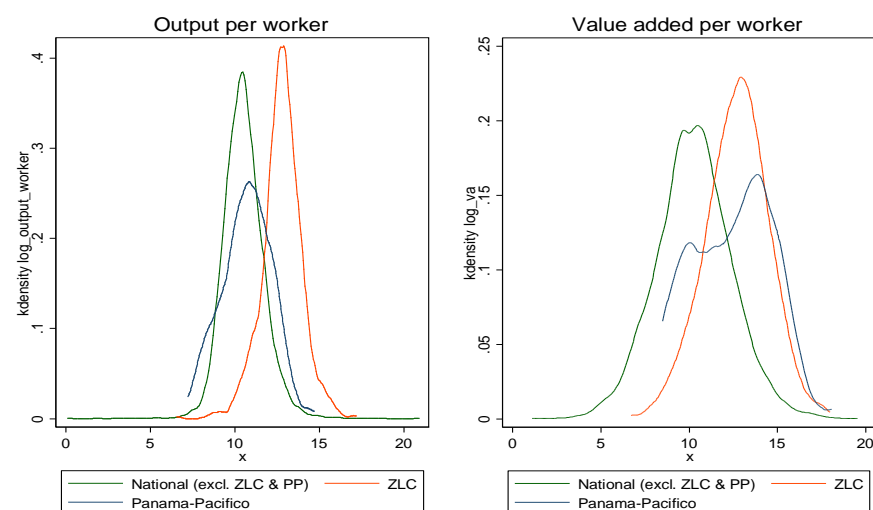 Output per worker
kdensity log_output_worker
0
.1
.2
.3
.4
0 5 10 15 20
x
National (excl. ZLC & PP) ZLC
Panama-Pacifico
Value added per worker
kdensity log_va
0
.05
.1
.15
.2
.25
0 5 10 15 20
x
National (excl. ZLC & PP) ZLC
Panama-Pacifico